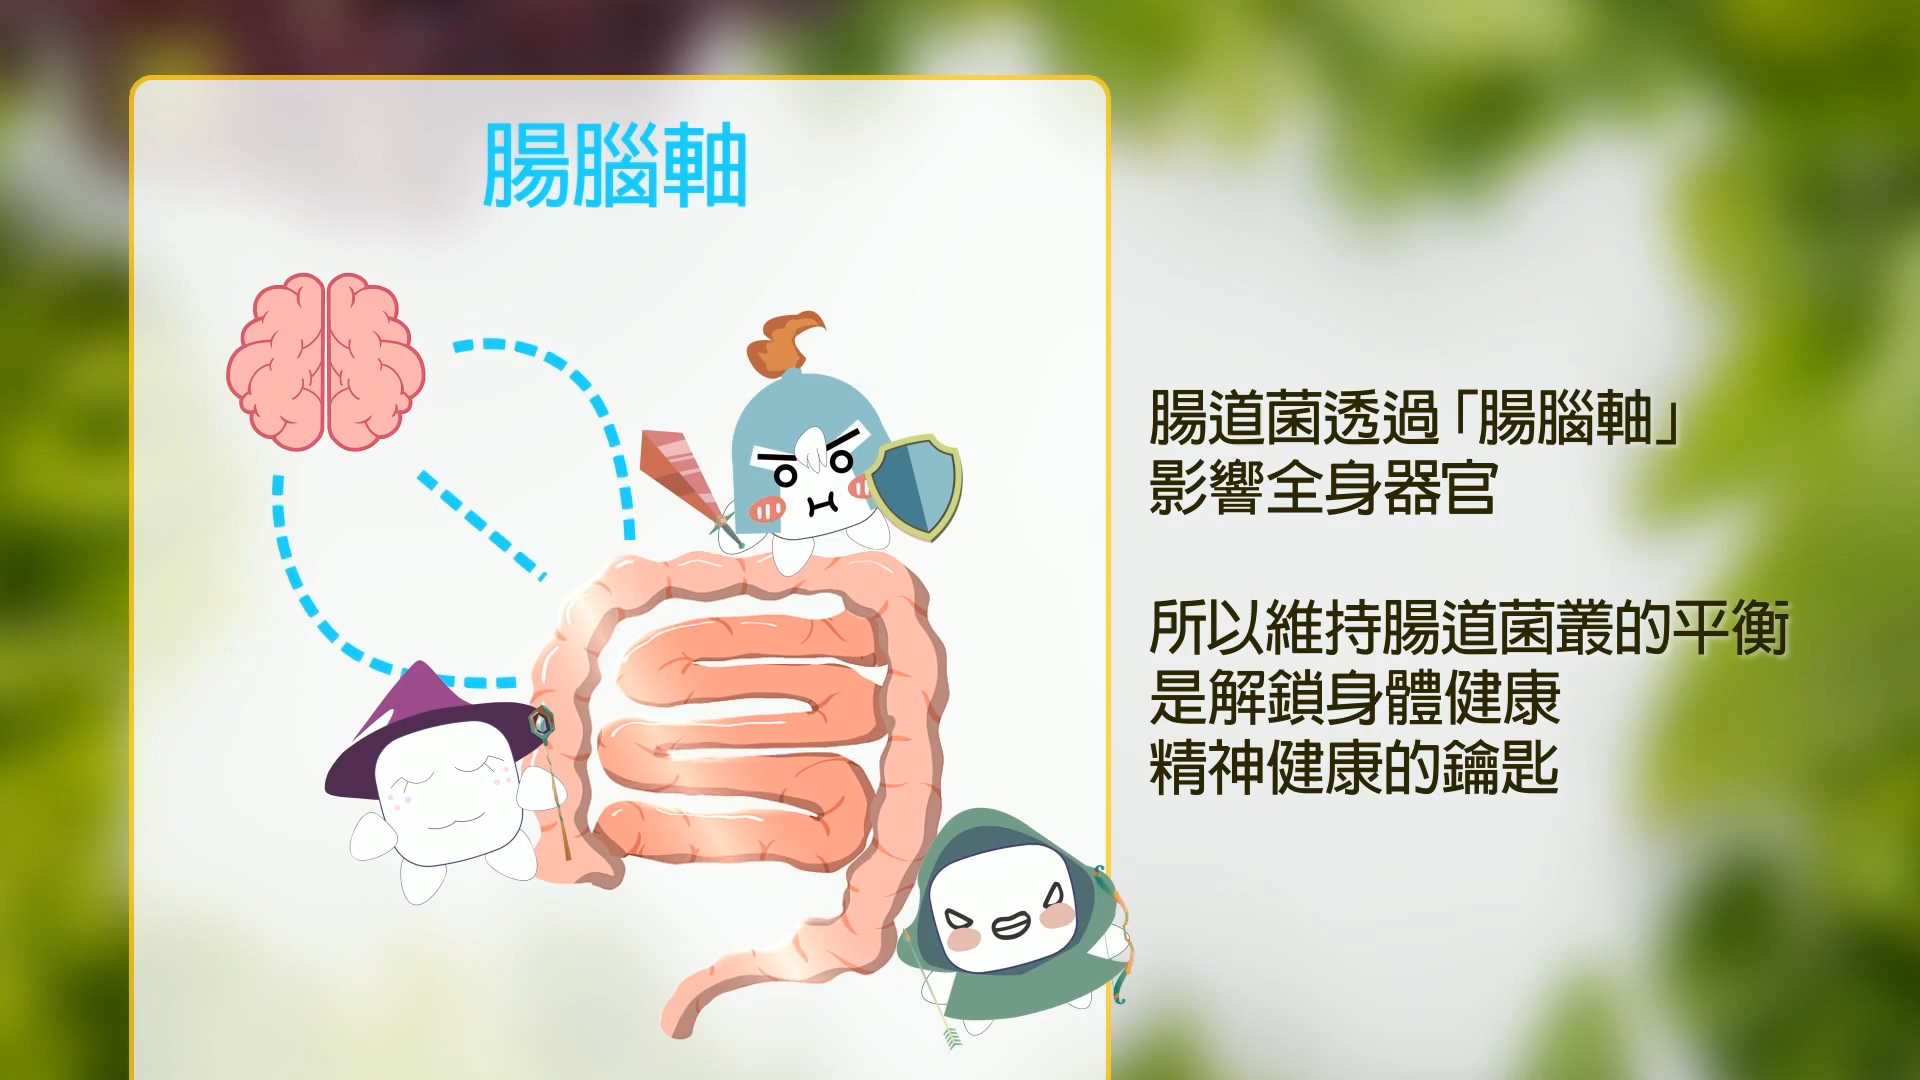 腸腦軸
腸道菌透過「腸腦軸」
影響全身器官
所以維持腸道菌叢的平衡
是解鎖身體健康
精神健康的鑰匙